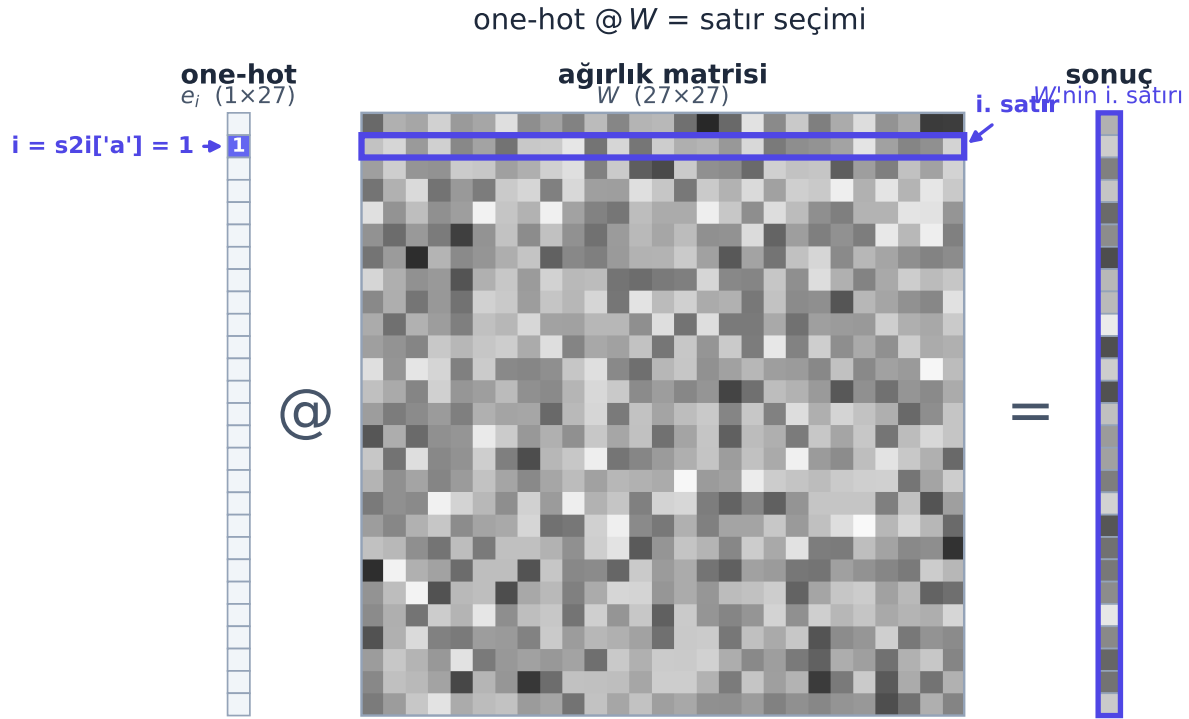 one-hot @ W = satır seçimi
one-hot
eᵢ (1×27)
ağırlık matrisi
W (27×27)
sonuç
W'nin i. satırı
i. satır
i = s2i['a'] = 1
1
@
=